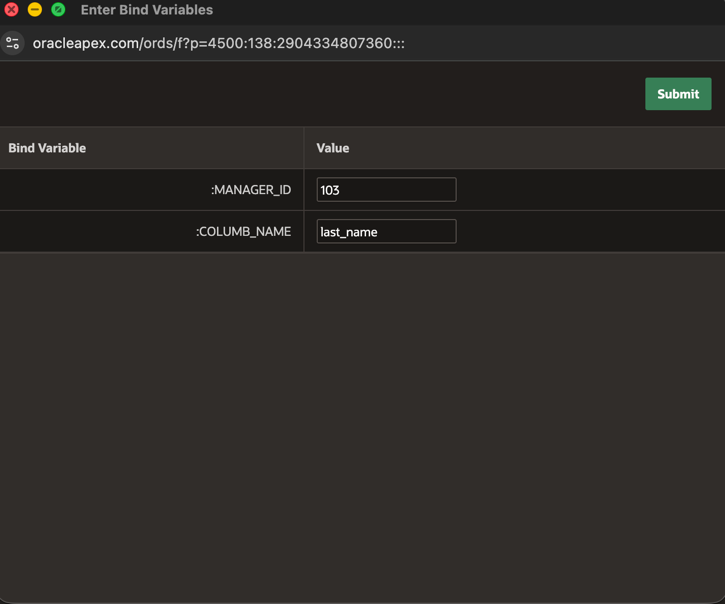 Enter Bind Variables
oracleapex.com/ords/f?p=4500:138:2904334807360:::
Submit
Bind Variable Value
:MANAGER_ID 103
:COLUMB_NAME last_name